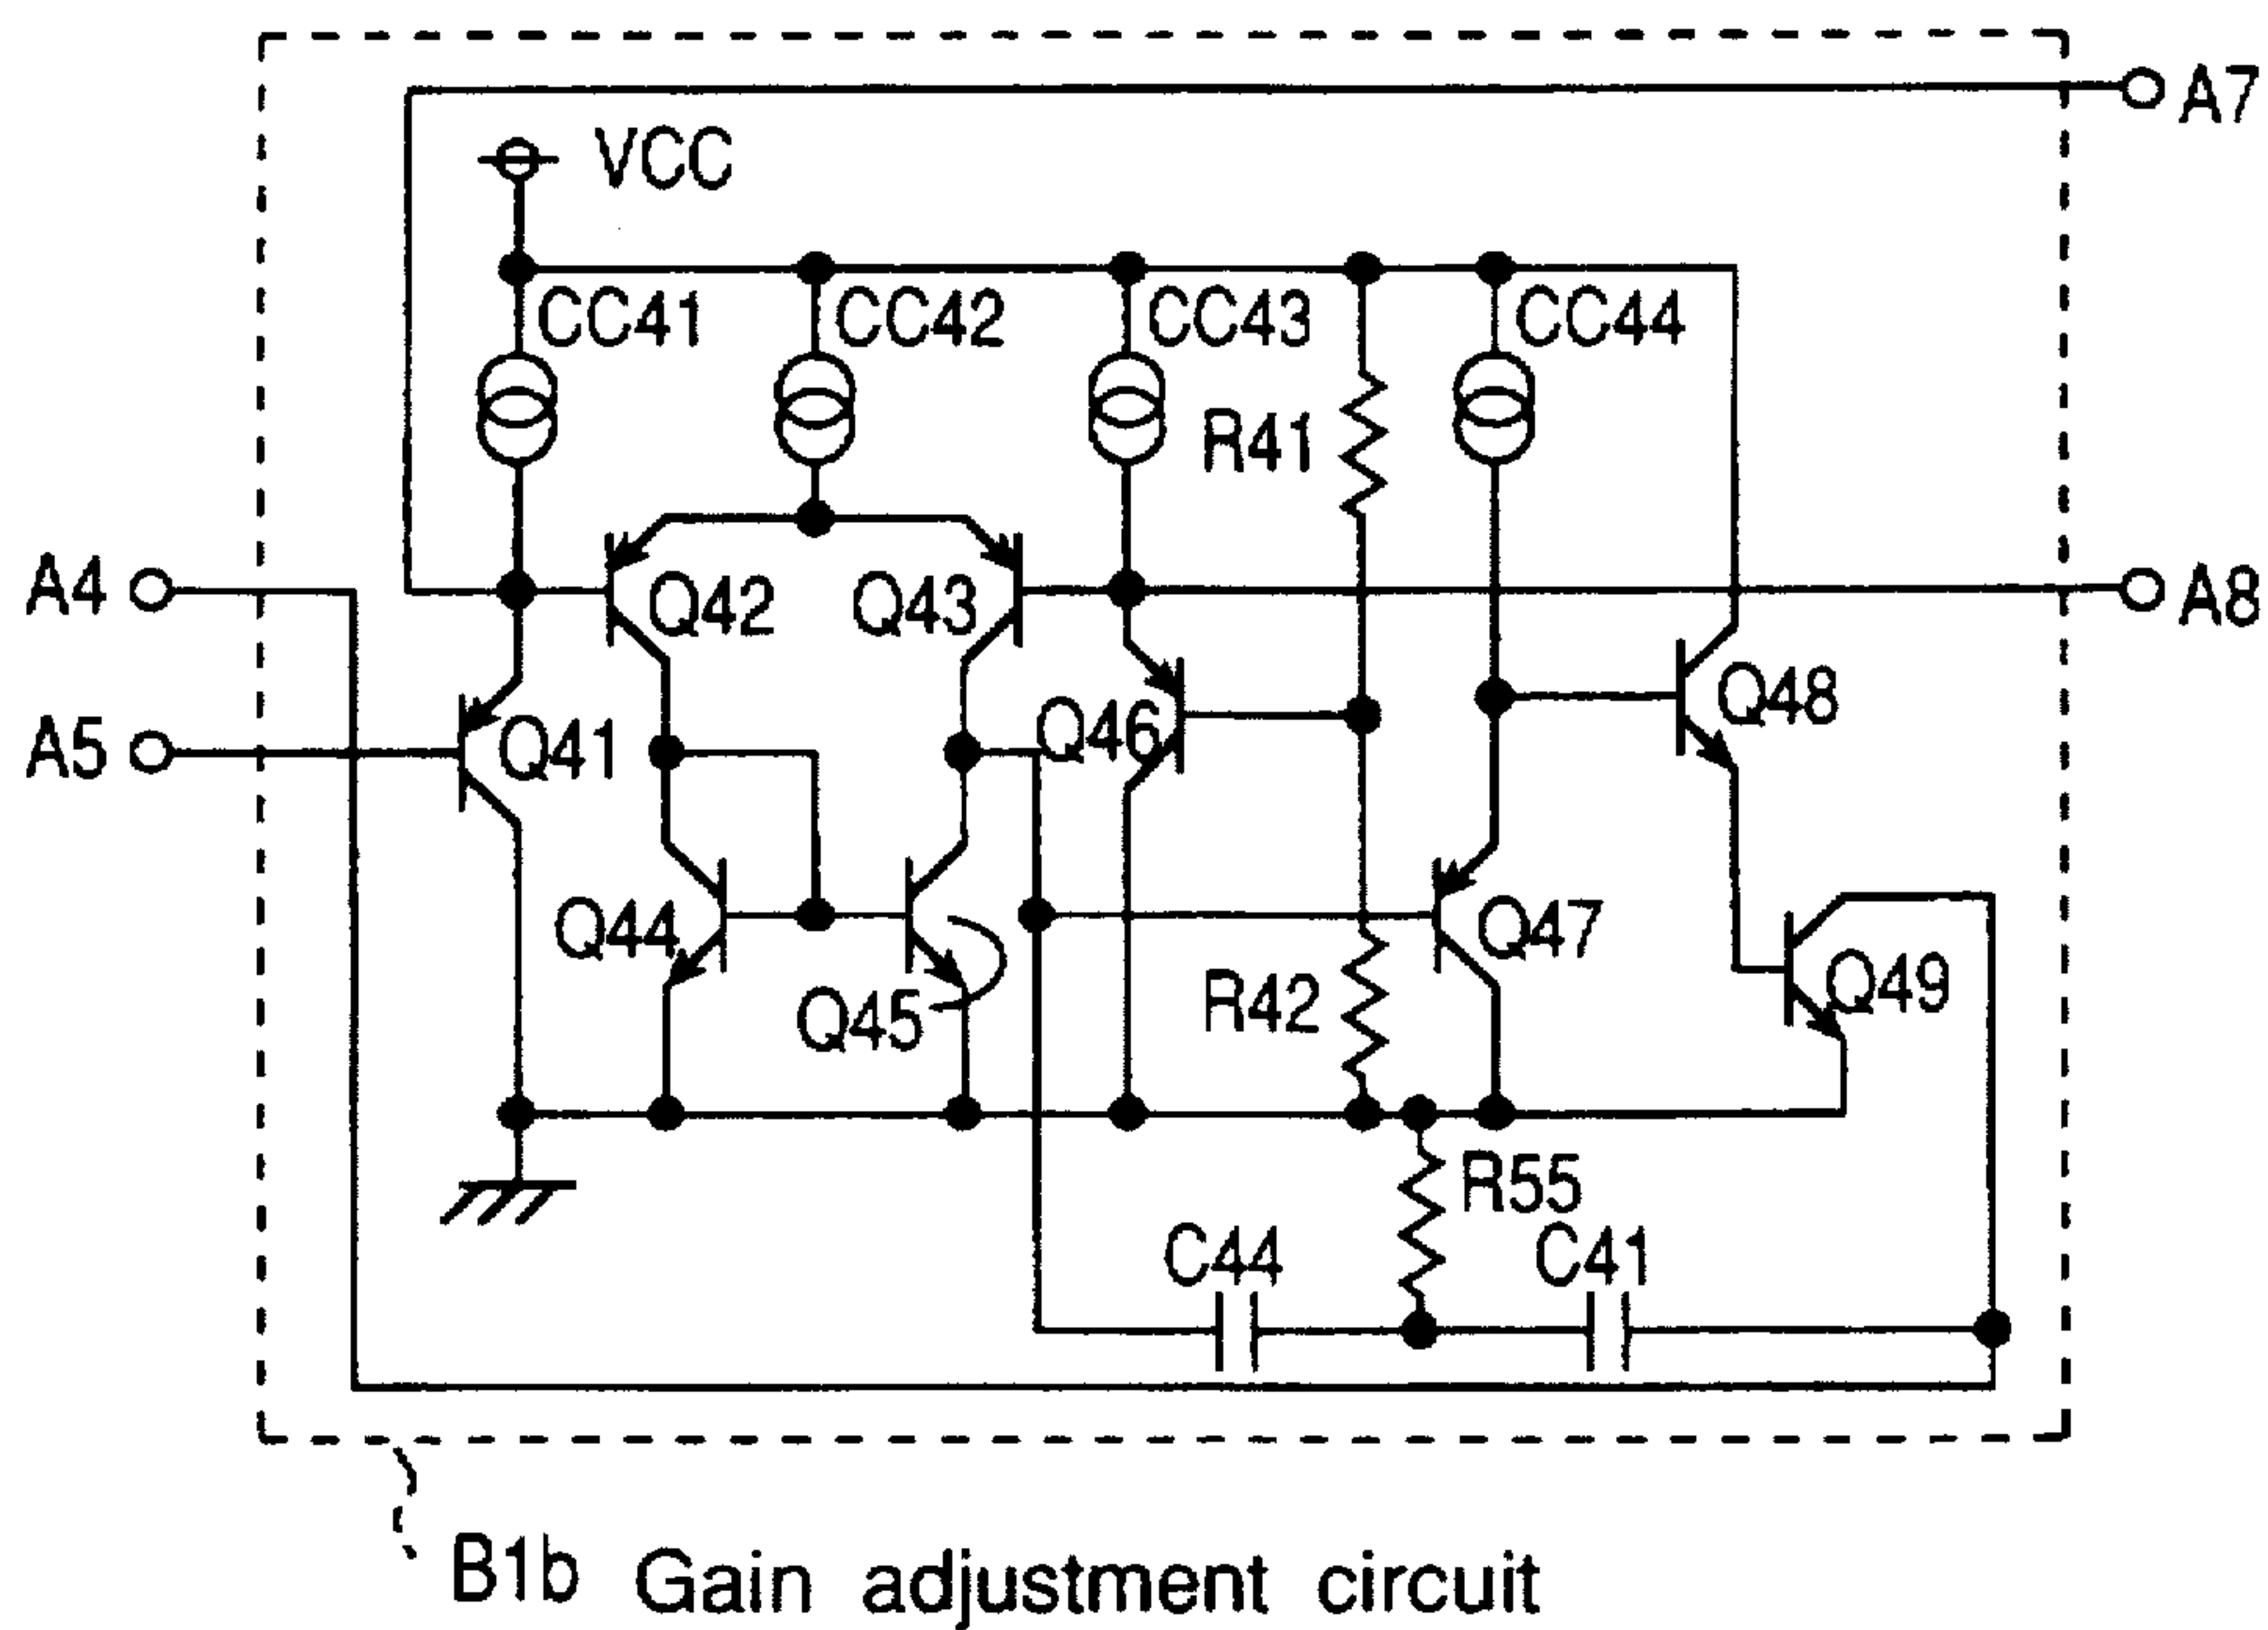 A7
VCC
CC41
CC42
CC43
CC44
R41
A4
Q42
Q43
A8
Q48
A5
Q41
Q46
Q44
Q47
Q45
R42
Q49
R55
C44
C41
B1b Gain adjustment circuit